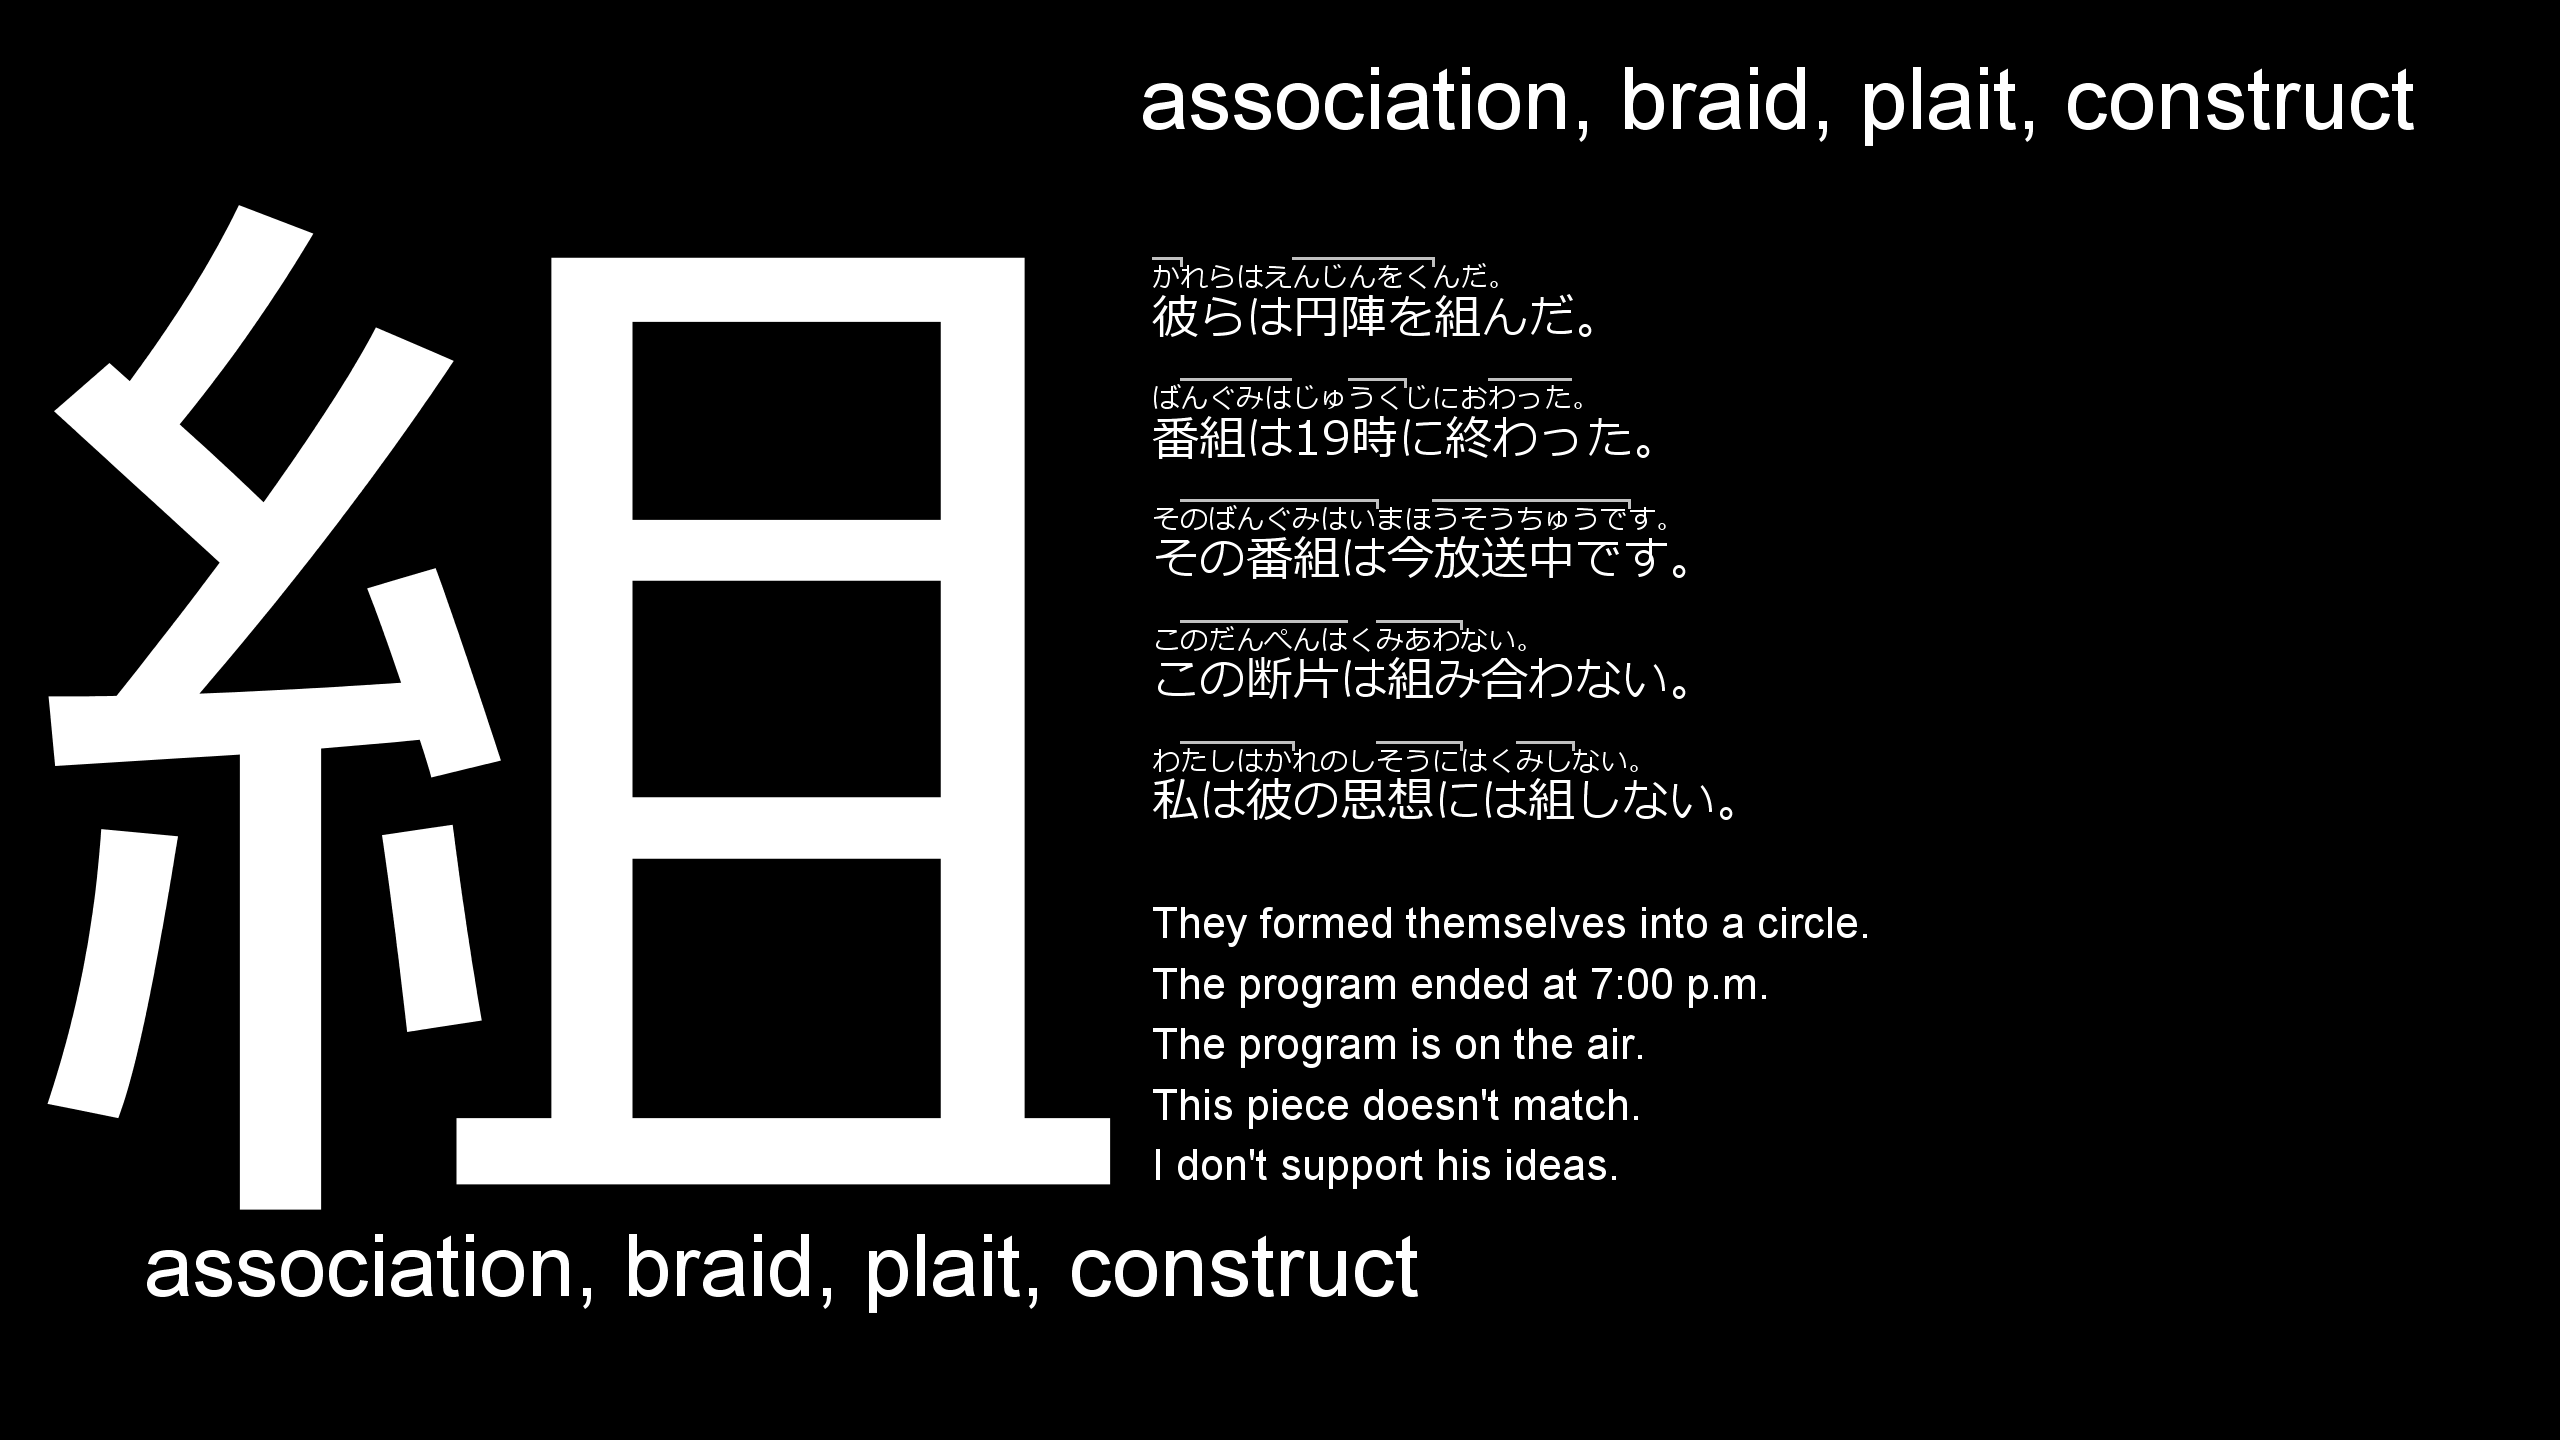 association, braid, plait, construct
組
かれらはえんじんをくんだ。
彼らは円陣を組んだ。
ばんぐみはじゅうくじにおわった。
番組は19時に終わった。
そのばんぐみはいまほうそうちゅうです。
その番組は今放送中です。
このだんぺんはくみあわない。
この断片は組み合わない。
わたしはかれのしそうにはくみしない。
私は彼の思想には組しない。
They formed themselves into a circle.
The program ended at 7:00 p.m.
The program is on the air.
This piece doesn't match.
I don't support his ideas.
association, braid, plait, construct